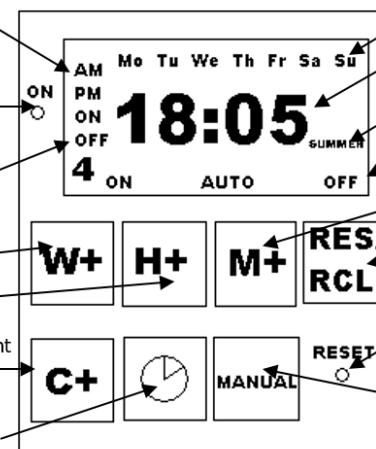 Mo Tu We Th Fr Sa Su
AM
ON
PM
18:05
ON
OFF
SUMMER
4
ON AUTO OFF
W+ H+ M+
RES.
RCL
nt
RESET
C+
MANUAL